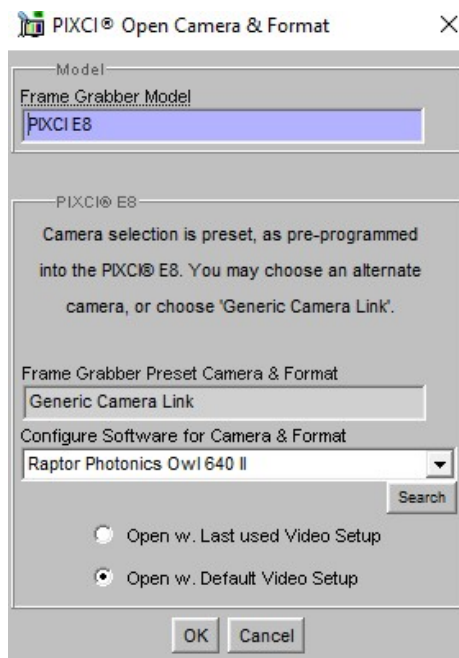 PIXCI® Open Camera & Format
Model
Frame Grabber Model
PIXCI E8
PIXCI® E8
Camera selection is preset, as pre-programmed
into the PIXCI® E8. You may choose an alternate
camera, or choose 'Generic Camera Link'.
Frame Grabber Preset Camera & Format
Generic Camera Link
Configure Software for Camera & Format
Raptor Photonics Owl 640 II
Search
Open w. Last used Video Setup
Open w. Default Video Setup
OK Cancel